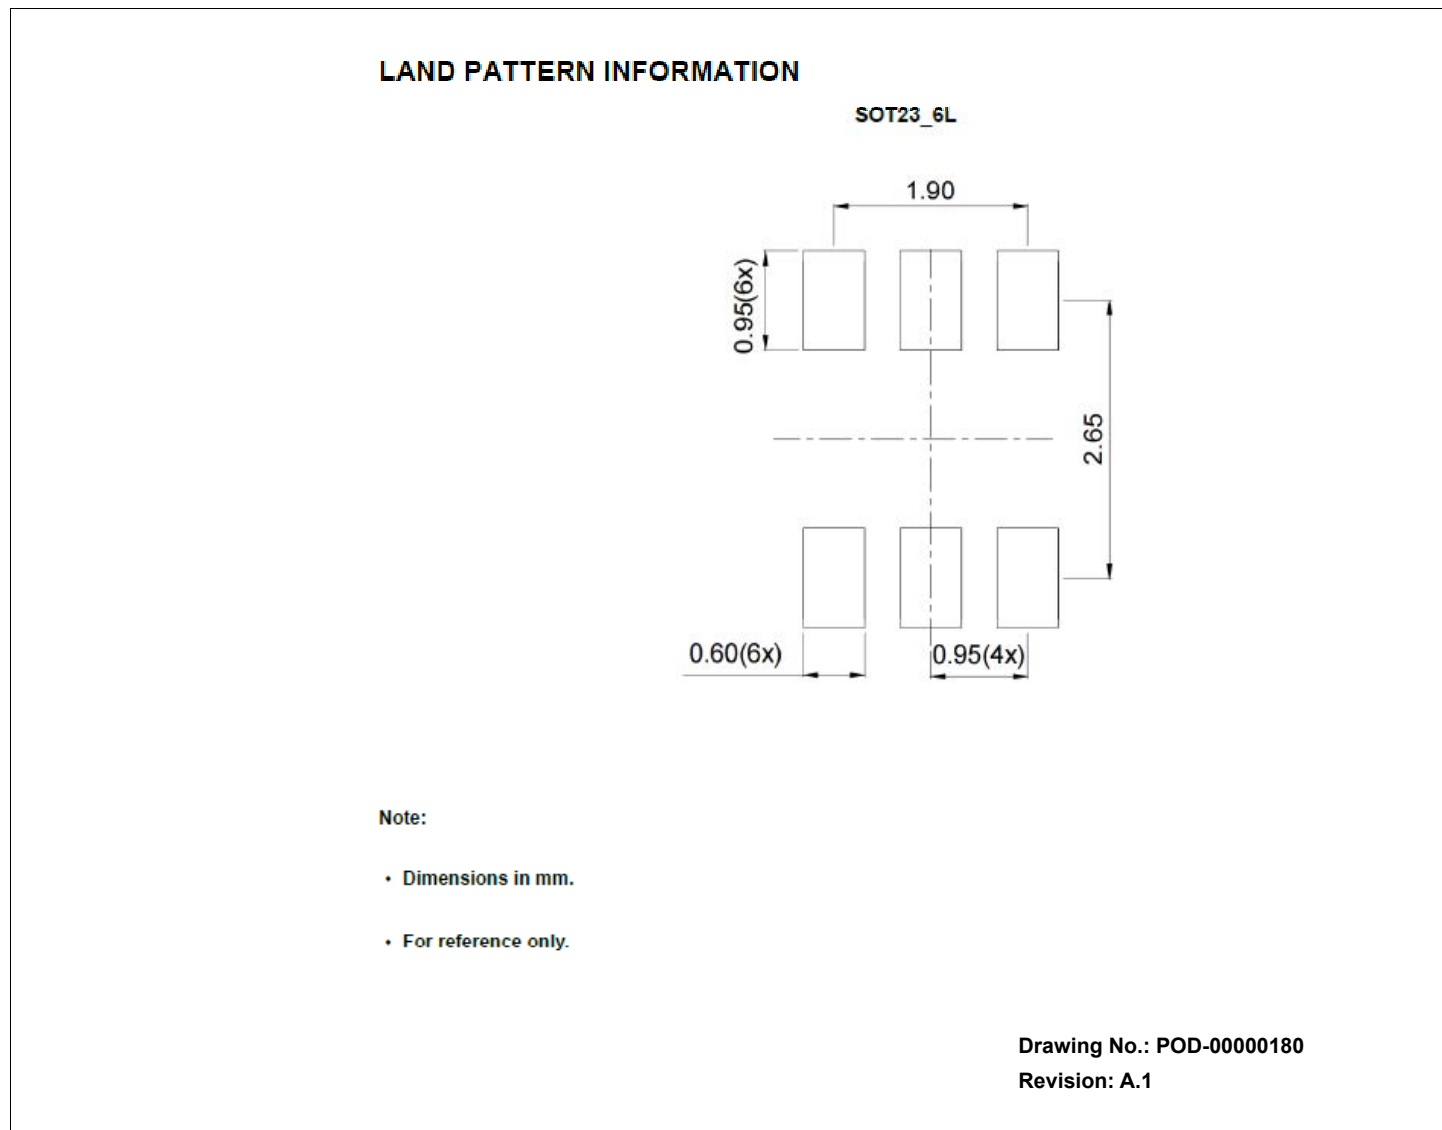 LAND PATTERN INFORMATION
SOT23_6L
1.90
0.95(6x)
2.65
0.60(6x)
0.95(4x)
Note:
• Dimensions in mm.
• For reference only.
Drawing No.: POD-00000180
Revision: A.1